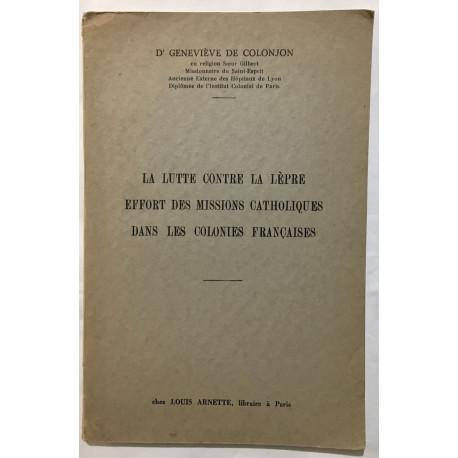 Dr GENEVIÈVE DE COLONJON
en religion Sœur Gilbert
Missionnaire du Saint-Esprit
Ancienne Externe des Hôpitaux de Lyon
Diplômée de l'Institut Colonial de Paris
LA LUTTE CONTRE LA LÈPRE
EFFORT DES MISSIONS CATHOLIQUES
DANS LES COLONIES FRANÇAISES
chez LOUIS ARNETTE, libraire à Paris